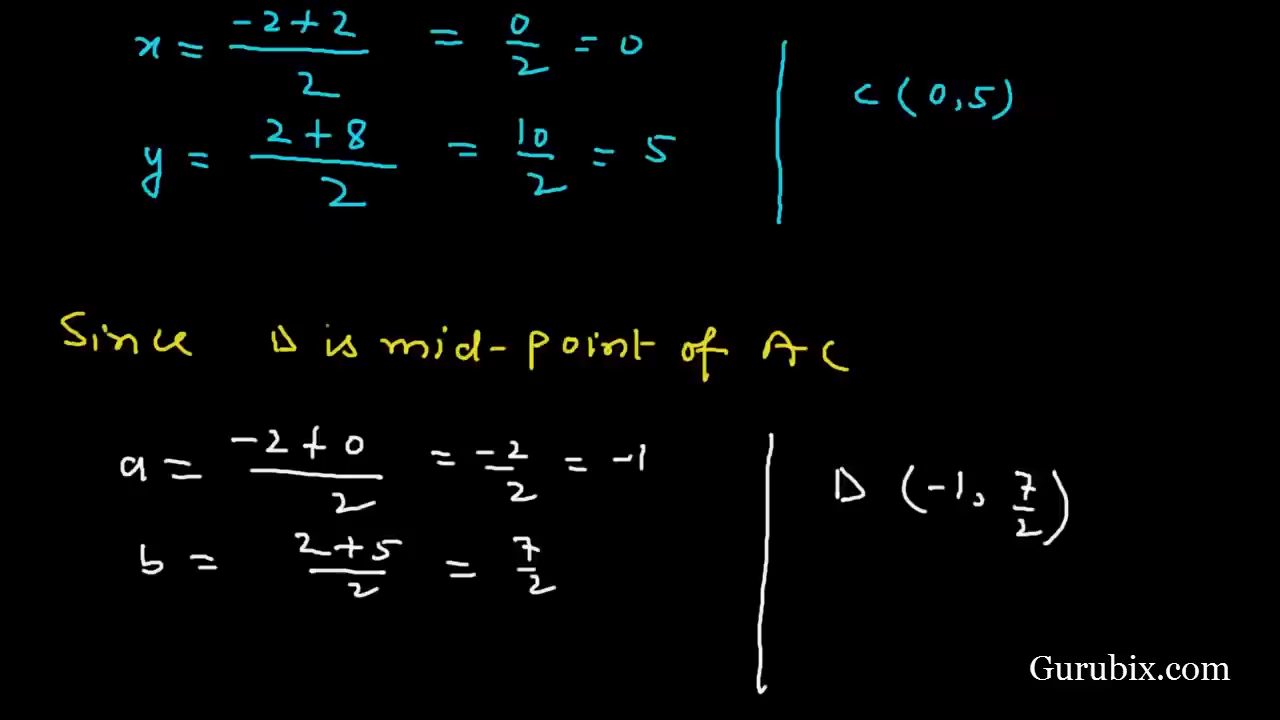 x = (-2+2)/2 = 0/2 = 0
C (0,5)
y = (2+8)/2 = 10/2 = 5
Since D is mid-point of AC
a = (-2+0)/2 = -2/2 = -1
D (-1, 7/2)
b = (2+5)/2 = 7/2
Gurubix.com